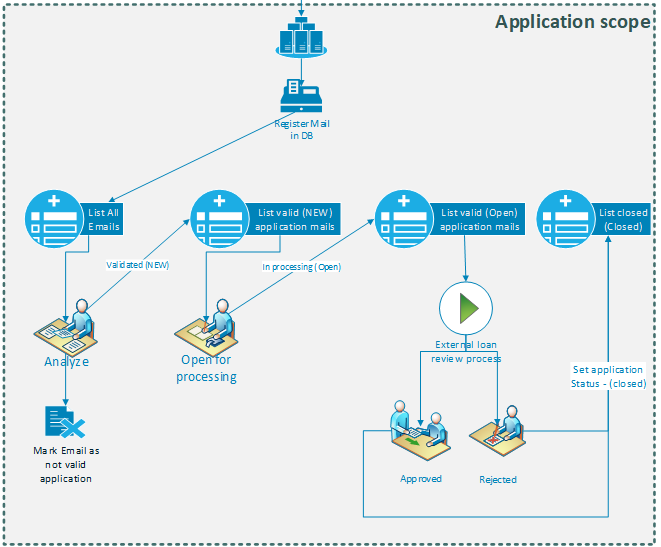 Application scope
Register Mail
in DB
List All
Emails
List valid (NEW)
application mails
List valid (Open)
application mails
List closed
(Closed)
Validated (NEW)
In processing (Open)
Analyze
Open for
processing
External loan
review process
Set application
Status - (closed)
Mark Email as
not valid
application
Approved
Rejected